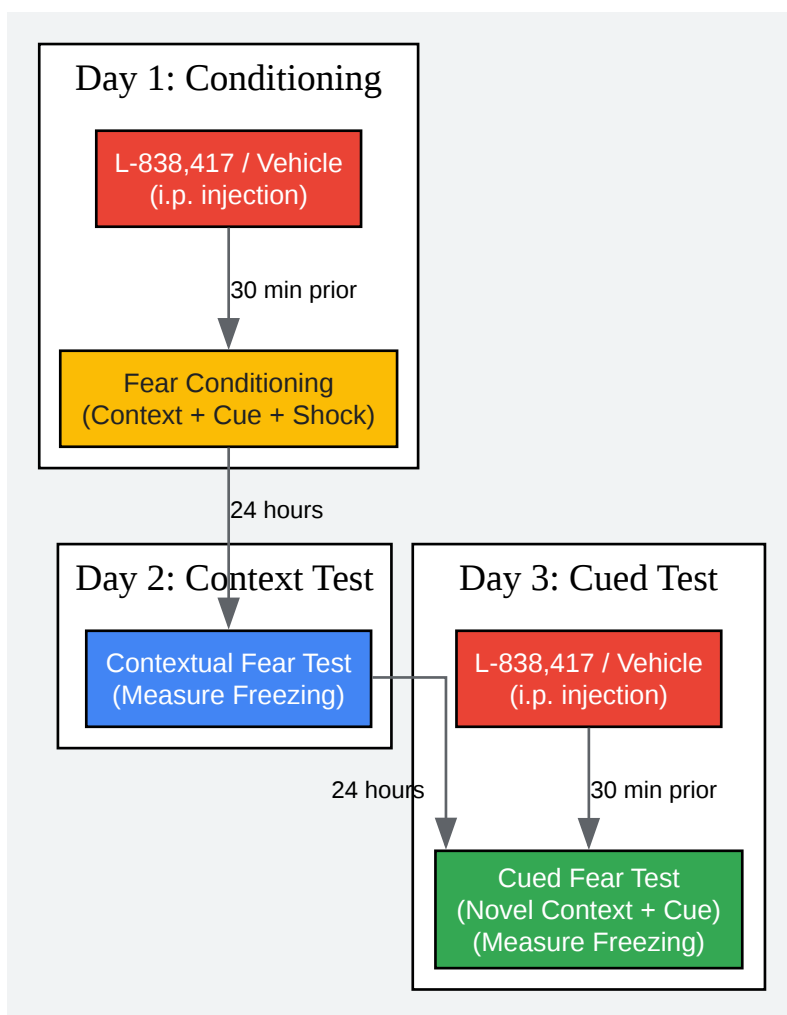 Day 1: Conditioning
L-838,417 / Vehicle
(i.p. injection)
30 min prior
Fear Conditioning
(Context + Cue + Shock)
24 hours
Day 2: Context Test
Contextual Fear Test
(Measure Freezing)
24 hours
Day 3: Cued Test
L-838,417 / Vehicle
(i.p. injection)
30 min prior
Cued Fear Test
(Novel Context + Cue)
(Measure Freezing)